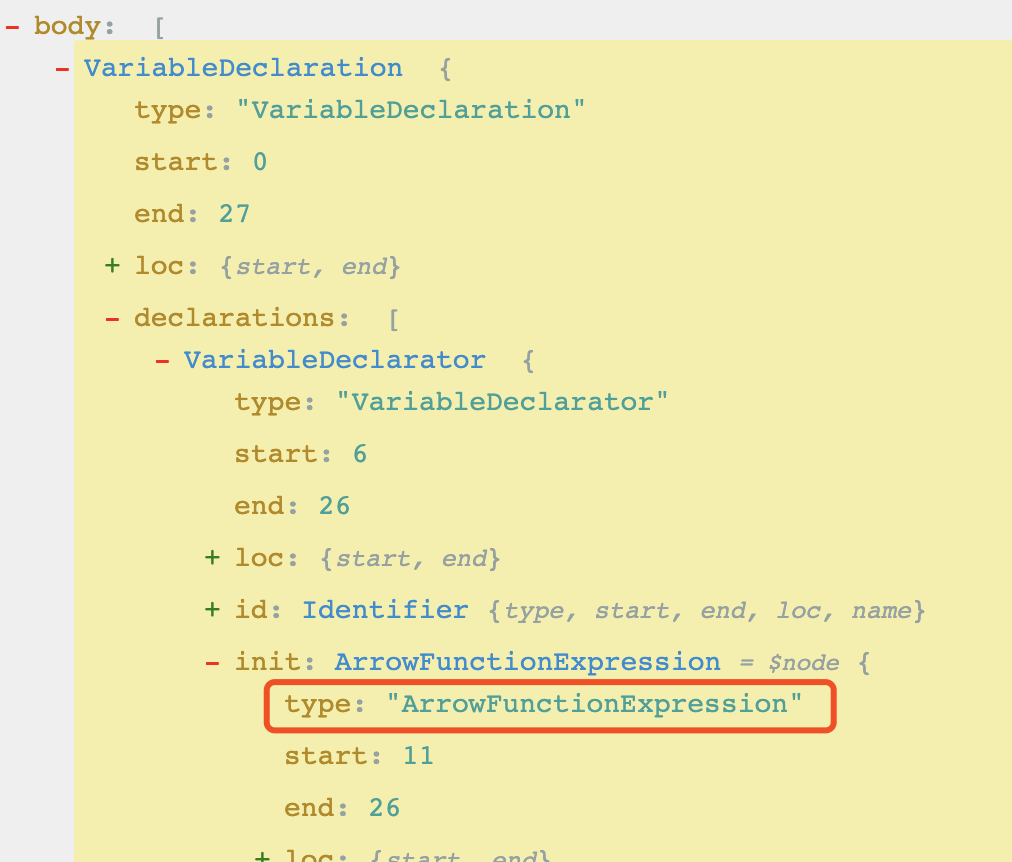 - body: [
- VariableDeclaration {
type: "VariableDeclaration"
start: 0
end: 27
+ loc: {start, end}
- declarations: [
- VariableDeclarator {
type: "VariableDeclarator"
start: 6
end: 26
+ loc: {start, end}
+ id: Identifier {type, start, end, loc, name}
- init: ArrowFunctionExpression = $node {
type: "ArrowFunctionExpression"
start: 11
end: 26
+ loc: {start, end}